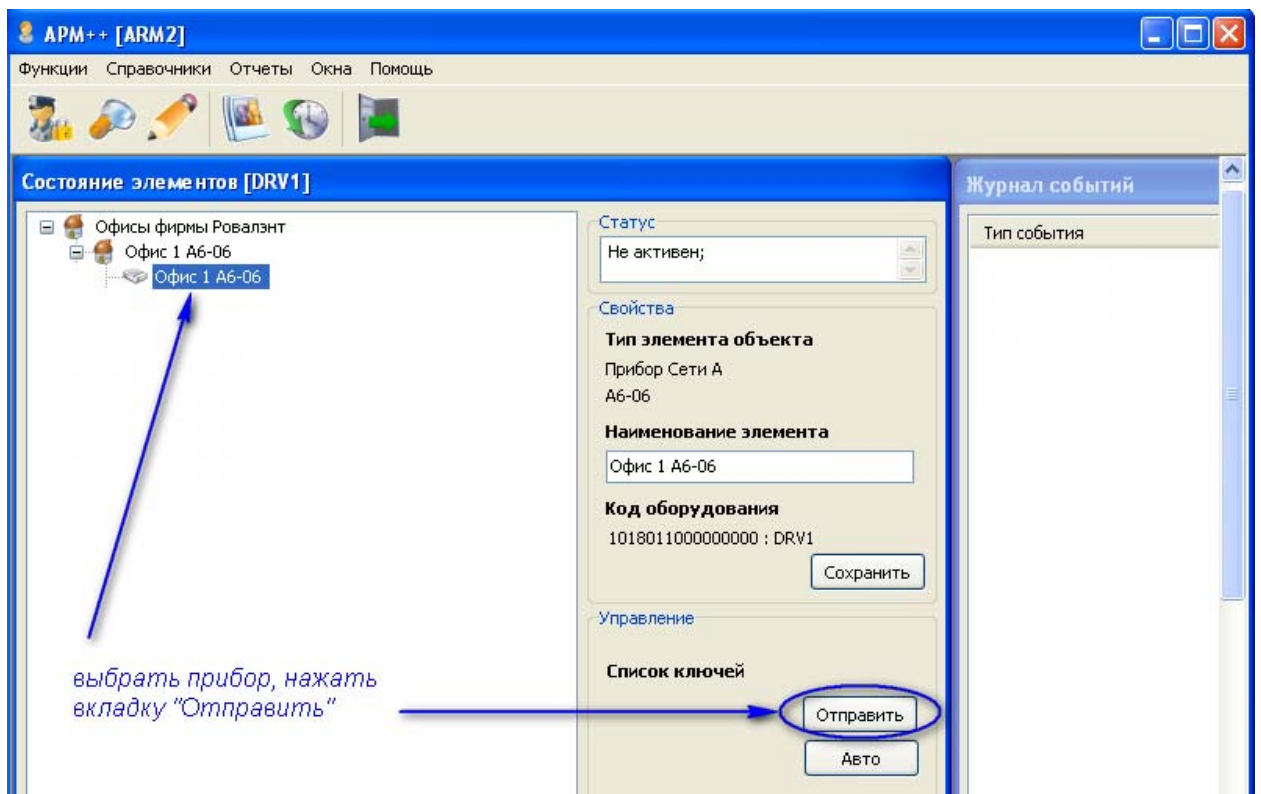 АРМ++ [ARM2]
Функции Справочники Отчеты Окна Помощь
Состояние элементов [DRV1]
Офисы фирмы Ровалэнт
Офис 1 А6-06
Офис 1 А6-06
Статус
Не активен;
Свойства
Тип элемента объекта
Прибор Сети А
А6-06
Наименование элемента
Офис 1 А6-06
Код оборудования
1018011000000000 : DRV1
Сохранить
Управление
Список ключей
Отправить
Авто
выбрать прибор, нажать
вкладку "Отправить"
Журнал событий
Тип события